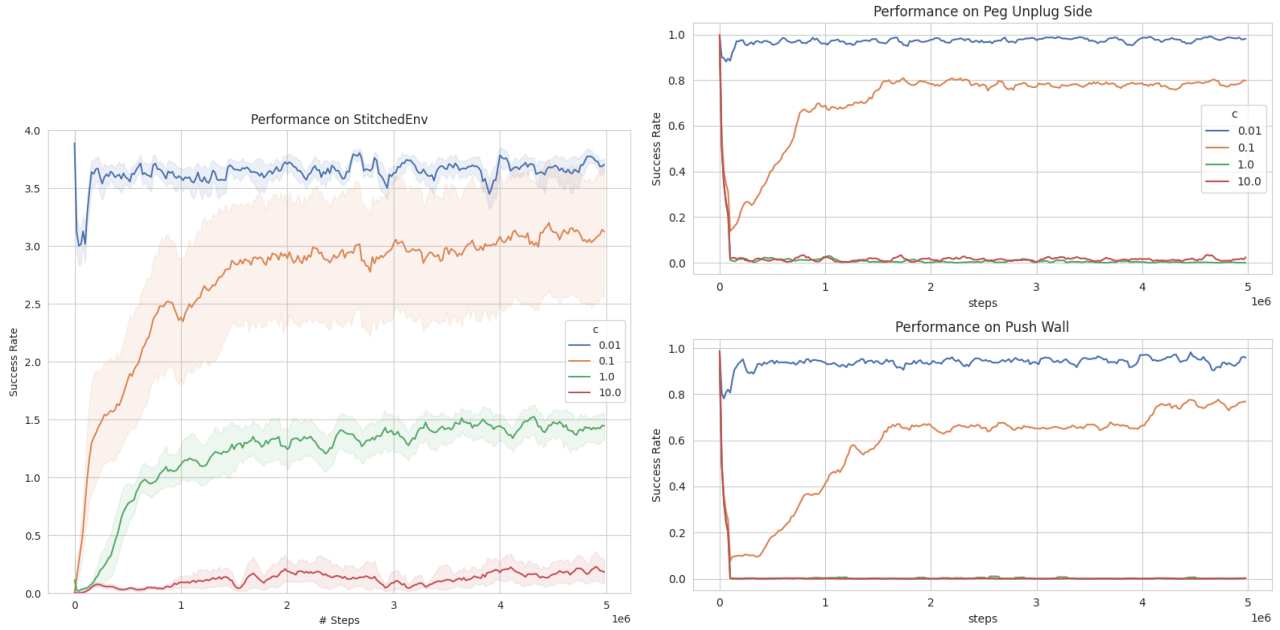 Performance on StitchedEnv
Success Rate
4.0
3.5
3.0
2.5
2.0
1.5
1.0
0.5
0.0
c
0.01
0.1
1.0
10.0
0 1 2 3 4 5
1e6
# Steps
Performance on Peg Unplug Side
Success Rate
1.0
0.8
0.6
0.4
0.2
0.0
c
0.01
0.1
1.0
10.0
0 1 2 3 4 5
steps
1e6
Performance on Push Wall
Success Rate
1.0
0.8
0.6
0.4
0.2
0.0
0 1 2 3 4 5
steps
1e6